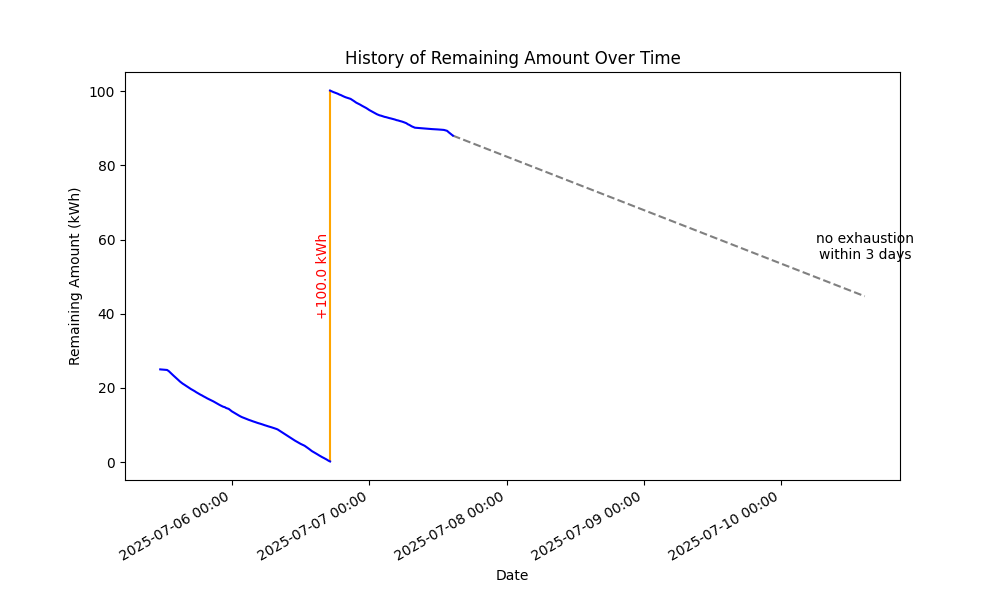 History of Remaining Amount Over Time
Remaining Amount (kWh)
100
80
60
40
20
0
+100.0 kWh
no exhaustion
within 3 days
2025-07-06 00:00
2025-07-07 00:00
2025-07-08 00:00
2025-07-09 00:00
2025-07-10 00:00
Date